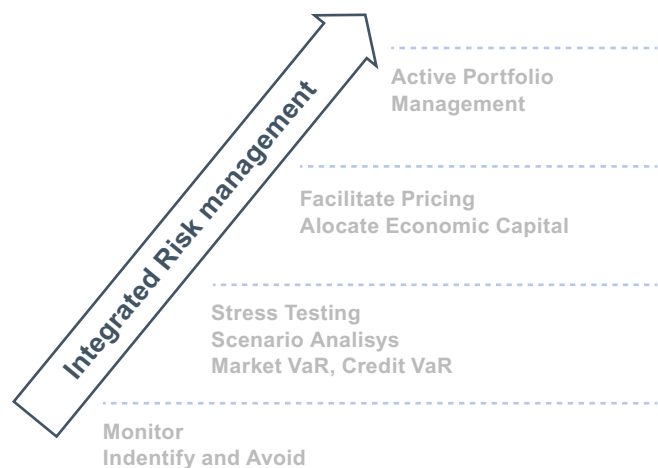 Active Portfolio
Management
Integrated Risk management
Facilitate Pricing
Alocate Economic Capital
Stress Testing
Scenario Analisys
Market VaR, Credit VaR
Monitor
Indentify and Avoid